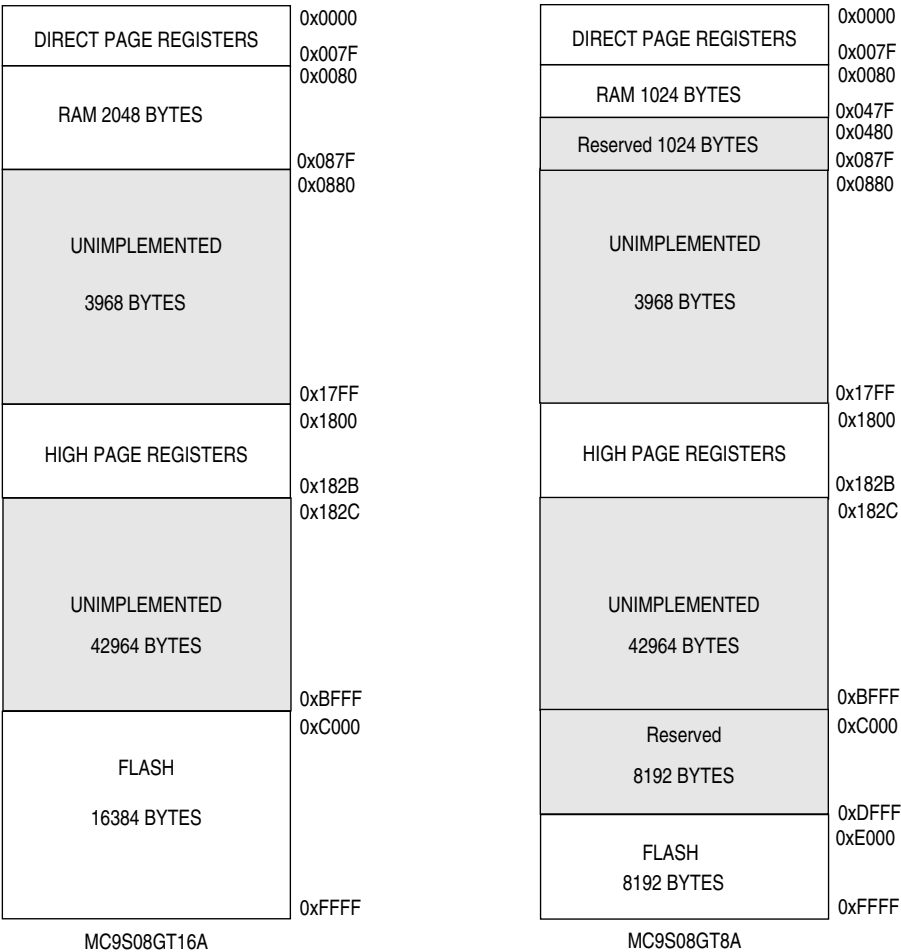 DIRECT PAGE REGISTERS
0x0000
0x007F
RAM 2048 BYTES
0x0080
0x087F
UNIMPLEMENTED
3968 BYTES
0x0880
0x17FF
HIGH PAGE REGISTERS
0x1800
0x182B
UNIMPLEMENTED
42964 BYTES
0x182C
0xBFFF
FLASH
16384 BYTES
0xC000
0xFFFF
MC9S08GT16A
DIRECT PAGE REGISTERS
0x0000
0x007F
RAM 1024 BYTES
0x0080
0x047F
Reserved 1024 BYTES
0x0480
0x087F
UNIMPLEMENTED
3968 BYTES
0x0880
0x17FF
HIGH PAGE REGISTERS
0x1800
0x182B
UNIMPLEMENTED
42964 BYTES
0x182C
0xBFFF
Reserved
8192 BYTES
0xC000
0xDFFF
FLASH
8192 BYTES
0xE000
0xFFFF
MC9S08GT8A